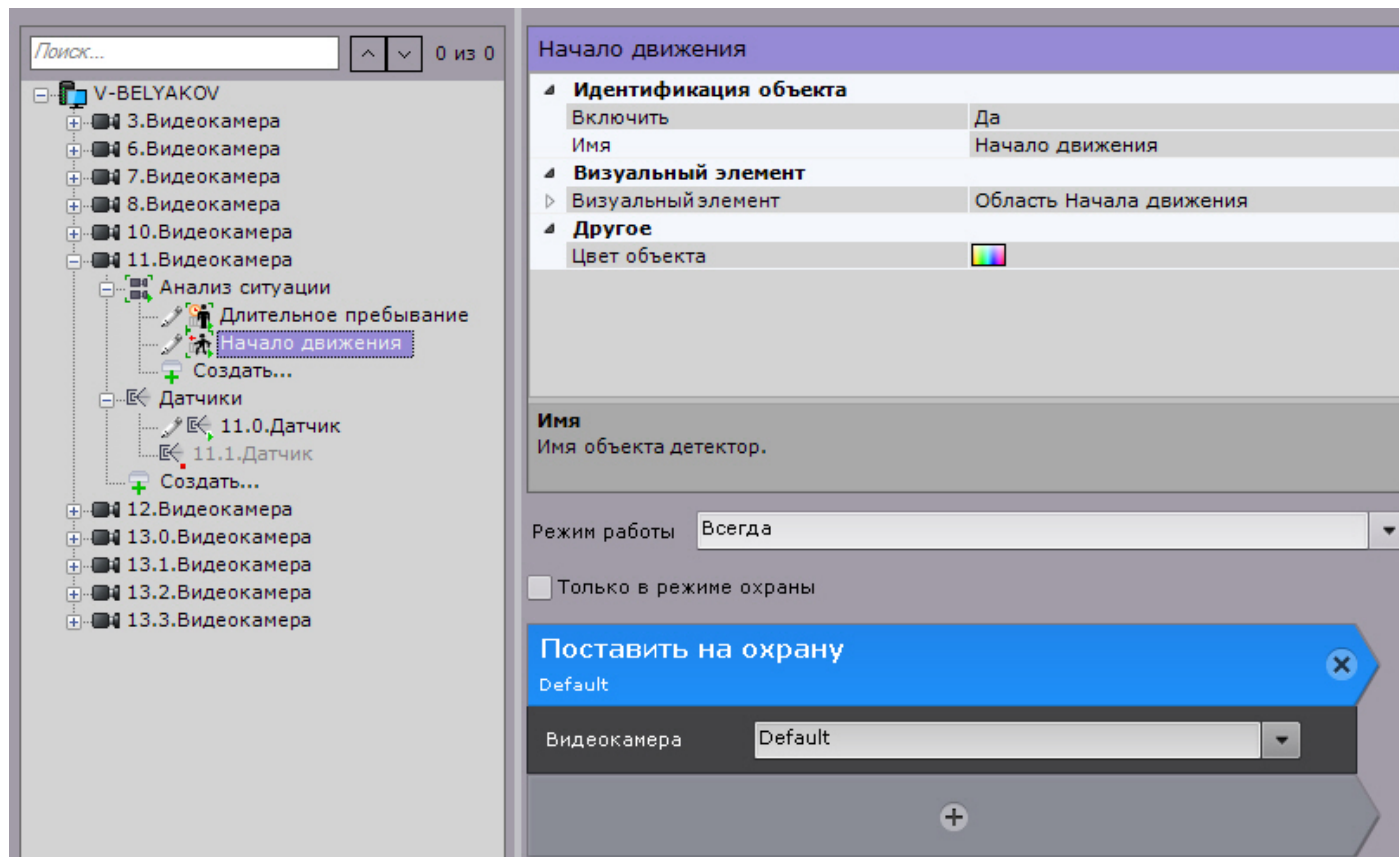 Поиск...
0 из 0
V-BELYAKOV
3.Видеокамера
6.Видеокамера
7.Видеокамера
8.Видеокамера
10.Видеокамера
11.Видеокамера
Анализ ситуации
Длительное пребывание
Начало движения
Создать...
Датчики
11.0.Датчик
11.1.Датчик
Создать...
12.Видеокамера
13.0.Видеокамера
13.1.Видеокамера
13.2.Видеокамера
13.3.Видеокамера
Начало движения
Идентификация объекта
Включить Да
Имя Начало движения
Визуальный элемент
Визуальный элемент Область Начала движения
Другое
Цвет объекта
Имя
Имя объекта детектор.
Режим работы Всегда
Только в режиме охраны
Поставить на охрану
Default
Видеокамера Default